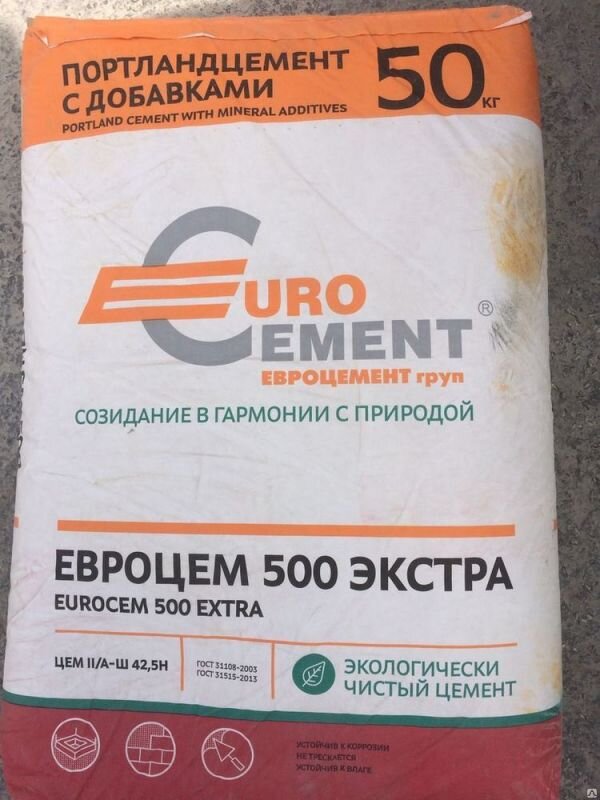 ПОРТЛАНДЦЕМЕНТ
С ДОБАВКАМИ
PORTLAND CEMENT WITH MINERAL ADDITIVES
50 КГ
EURO
CEMENT ®
ЕВРОЦЕМЕНТ груп
СОЗИДАНИЕ В ГАРМОНИИ С ПРИРОДОЙ
ЕВРОЦЕМ 500 ЭКСТРА
EUROCEM 500 EXTRA
ЦЕМ II/А-Ш 42,5Н
ГОСТ 31108-2003
ГОСТ 31515-2013
ЭКОЛОГИЧЕСКИ
ЧИСТЫЙ ЦЕМЕНТ
УСТОЙЧИВ К КОРРОЗИИ
НЕ ТРЕСКАЕТСЯ
УСТОЙЧИВ К ВЛАГЕ